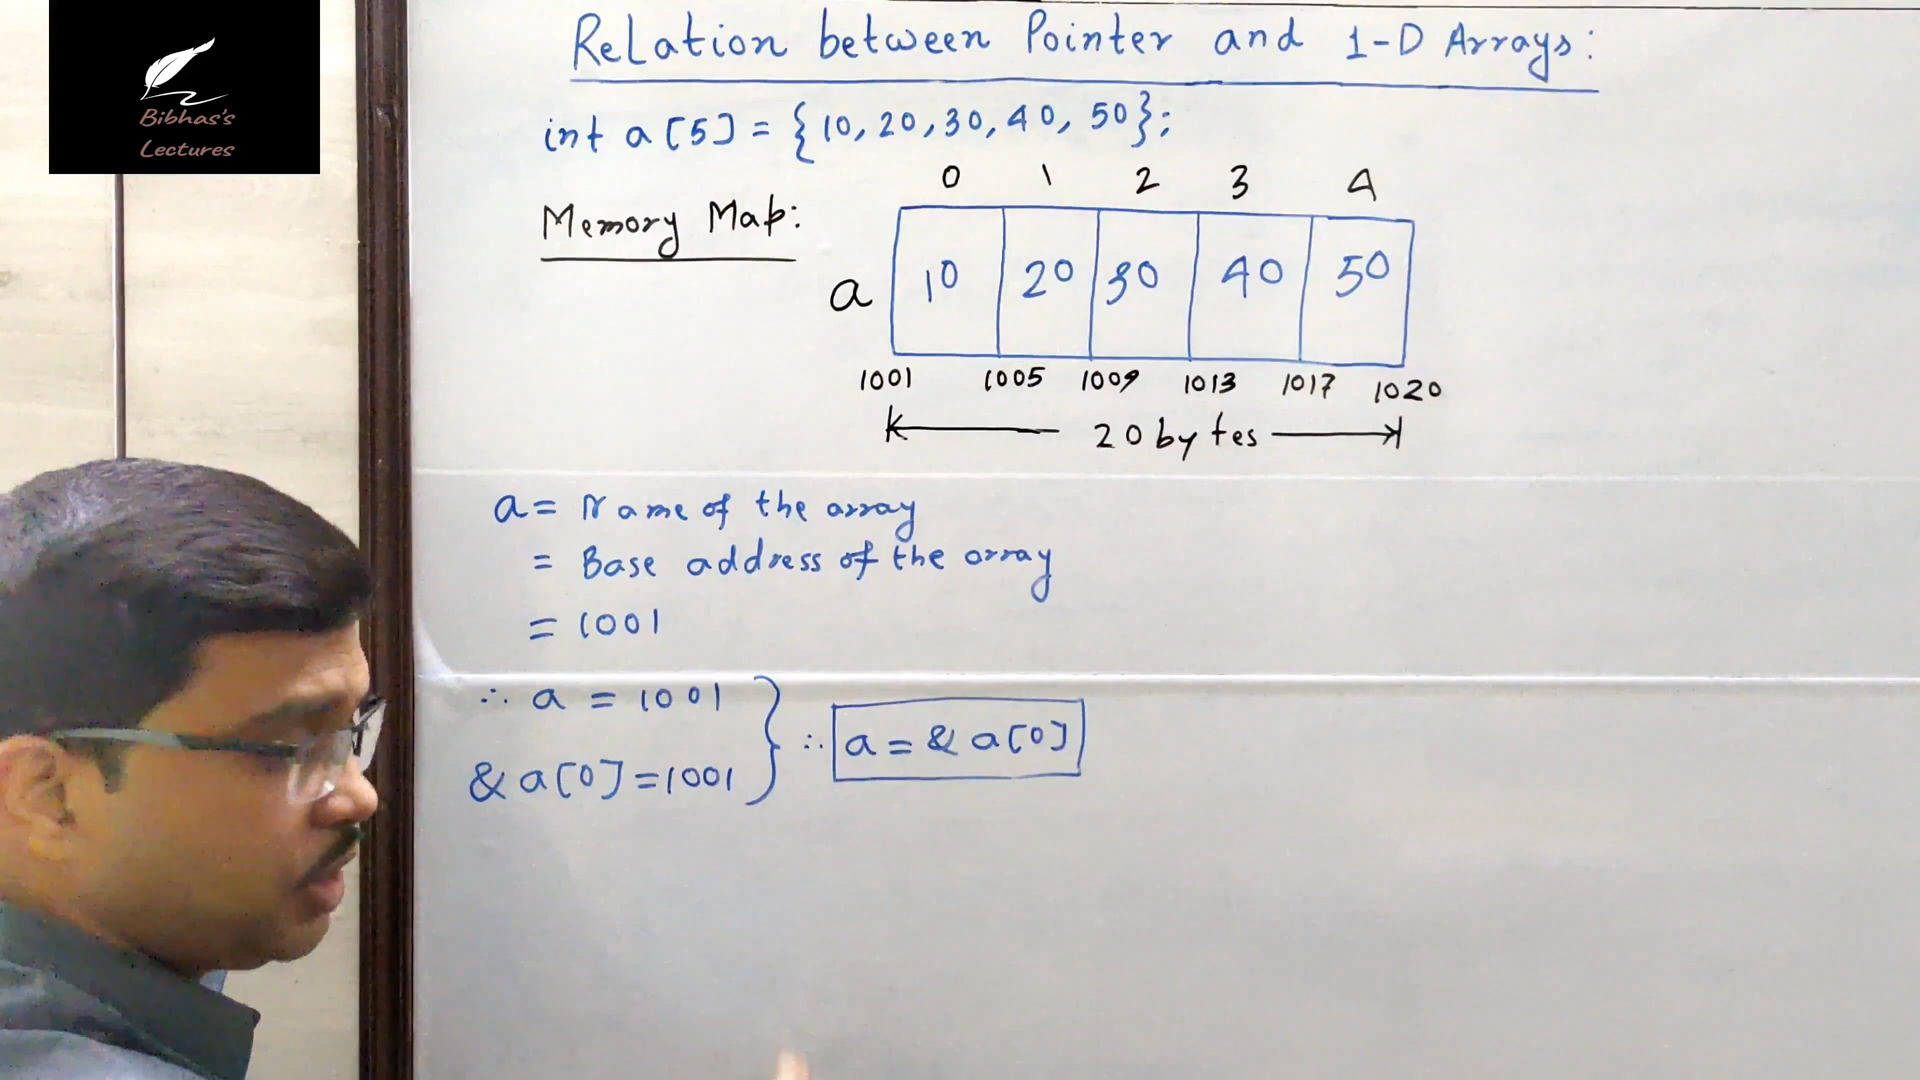 Bibhas's
Lectures
Relation between Pointer and 1-D Arrays:
int a[5] = {10, 20, 30, 40, 50};
0 1 2 3 4
Memory Map:
a 10 20 30 40 50
1001 1005 1009 1013 1017 1020
20 bytes
a = Name of the array
= Base address of the array
= 1001
∴ a = 1001
& a[0] = 1001
∴ a = & a[0]